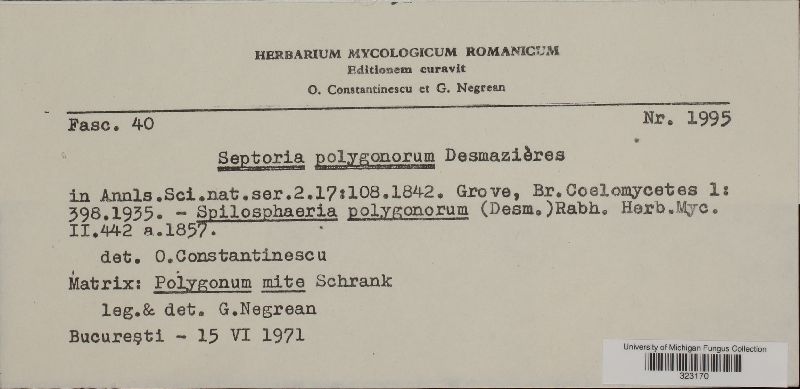 HERBARIUM MYCOLOGICUM ROMANICUM
Editionem curavit
O. Constantinescu et G. Negrean
Fasc. 40
Nr. 1995
Septoria polygonorum Desmazières
in Annls.Sci.nat.ser.2.17:108.1842. Grove, Br.Coelomycetes 1:
398.1935. - Spilosphaeria polygonorum (Desm.)Rabh. Herb.Myc.
II.442 a.1857.
det. O.Constantinescu
Matrix: Polygonum mite Schrank
leg.& det. G.Negrean
București - 15 VI 1971
University of Michigan Fungus Collection
323170